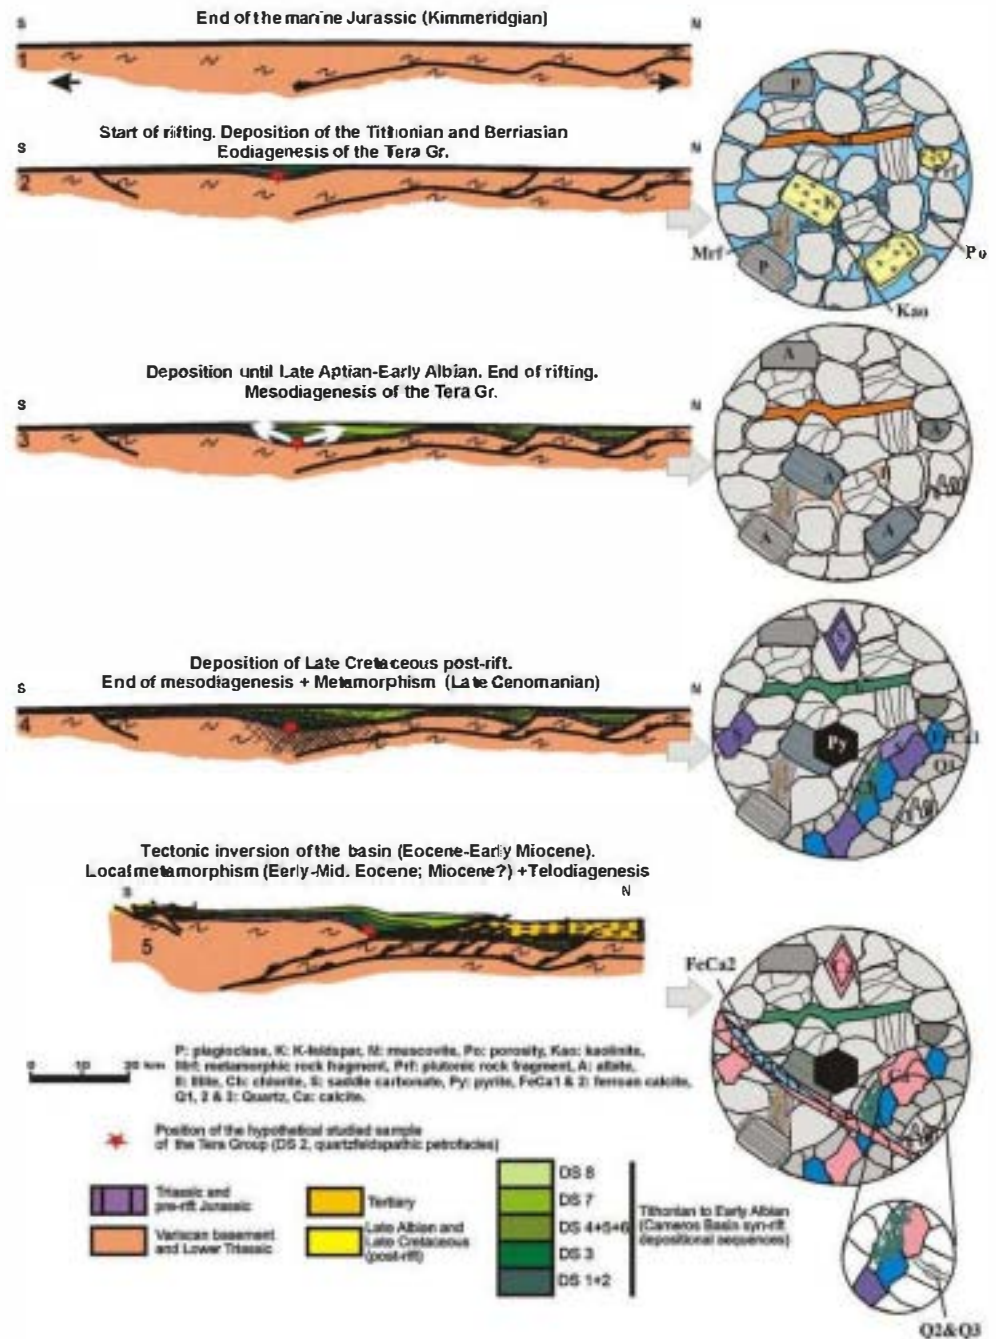 End of the marine Jurassic (Kimmeridgian)
S
N
1
Start of rifting. Deposition of the Tithonian and Berriasian
Eodiagenesis of the Tera Gr.
S
N
2
P
K
Prf
Mrf
P
Po
Kao
Deposition until Late Aptian-Early Albian. End of rifting.
Mesodiagenesis of the Tera Gr.
S
N
3
A
A
A
Il
A
A
Deposition of Late Cretaceous post-rift.
End of mesodiagenesis + Metamorphism (Late Cenomanian)
S
N
4
S
S
Py
S
FeCa1
Q1
Ch
Tectonic inversion of the basin (Eocene-Early Miocene).
Local metamorphism (Eerly-Mid. Eocene; Miocene?) +Telodiagenesis
S
N
5
FeCa2
Ca
Q2&Q3
0 10 20 km
P: plagioclase, K: K-feldspar, M: muscovite, Po: porosity, Kao: kaolinite,
Mrf: metamorphic rock fragment, Prf: plutonic rock fragment, A: albite,
Il: Illite, Ch: chlorite, S: saddle carbonate, Py: pyrite, FeCa1 & 2: ferroan calcite,
Q1, 2 & 3: Quartz, Ca: calcite.
Position of the hypothetical studied sample
of the Tera Group (DS 2, quartzfeldspathic petrofacies)
Triassic and
pre-rift Jurassic
Variscan basement
and Lower Triassic
Tertiary
Late Albian and
Late Cretaceous
(post-rift)
DS 8
DS 7
DS 4+5+6
DS 3
DS 1+2
Tithonian to Early Albian
(Cameros Basin syn-rift
depositional sequences)